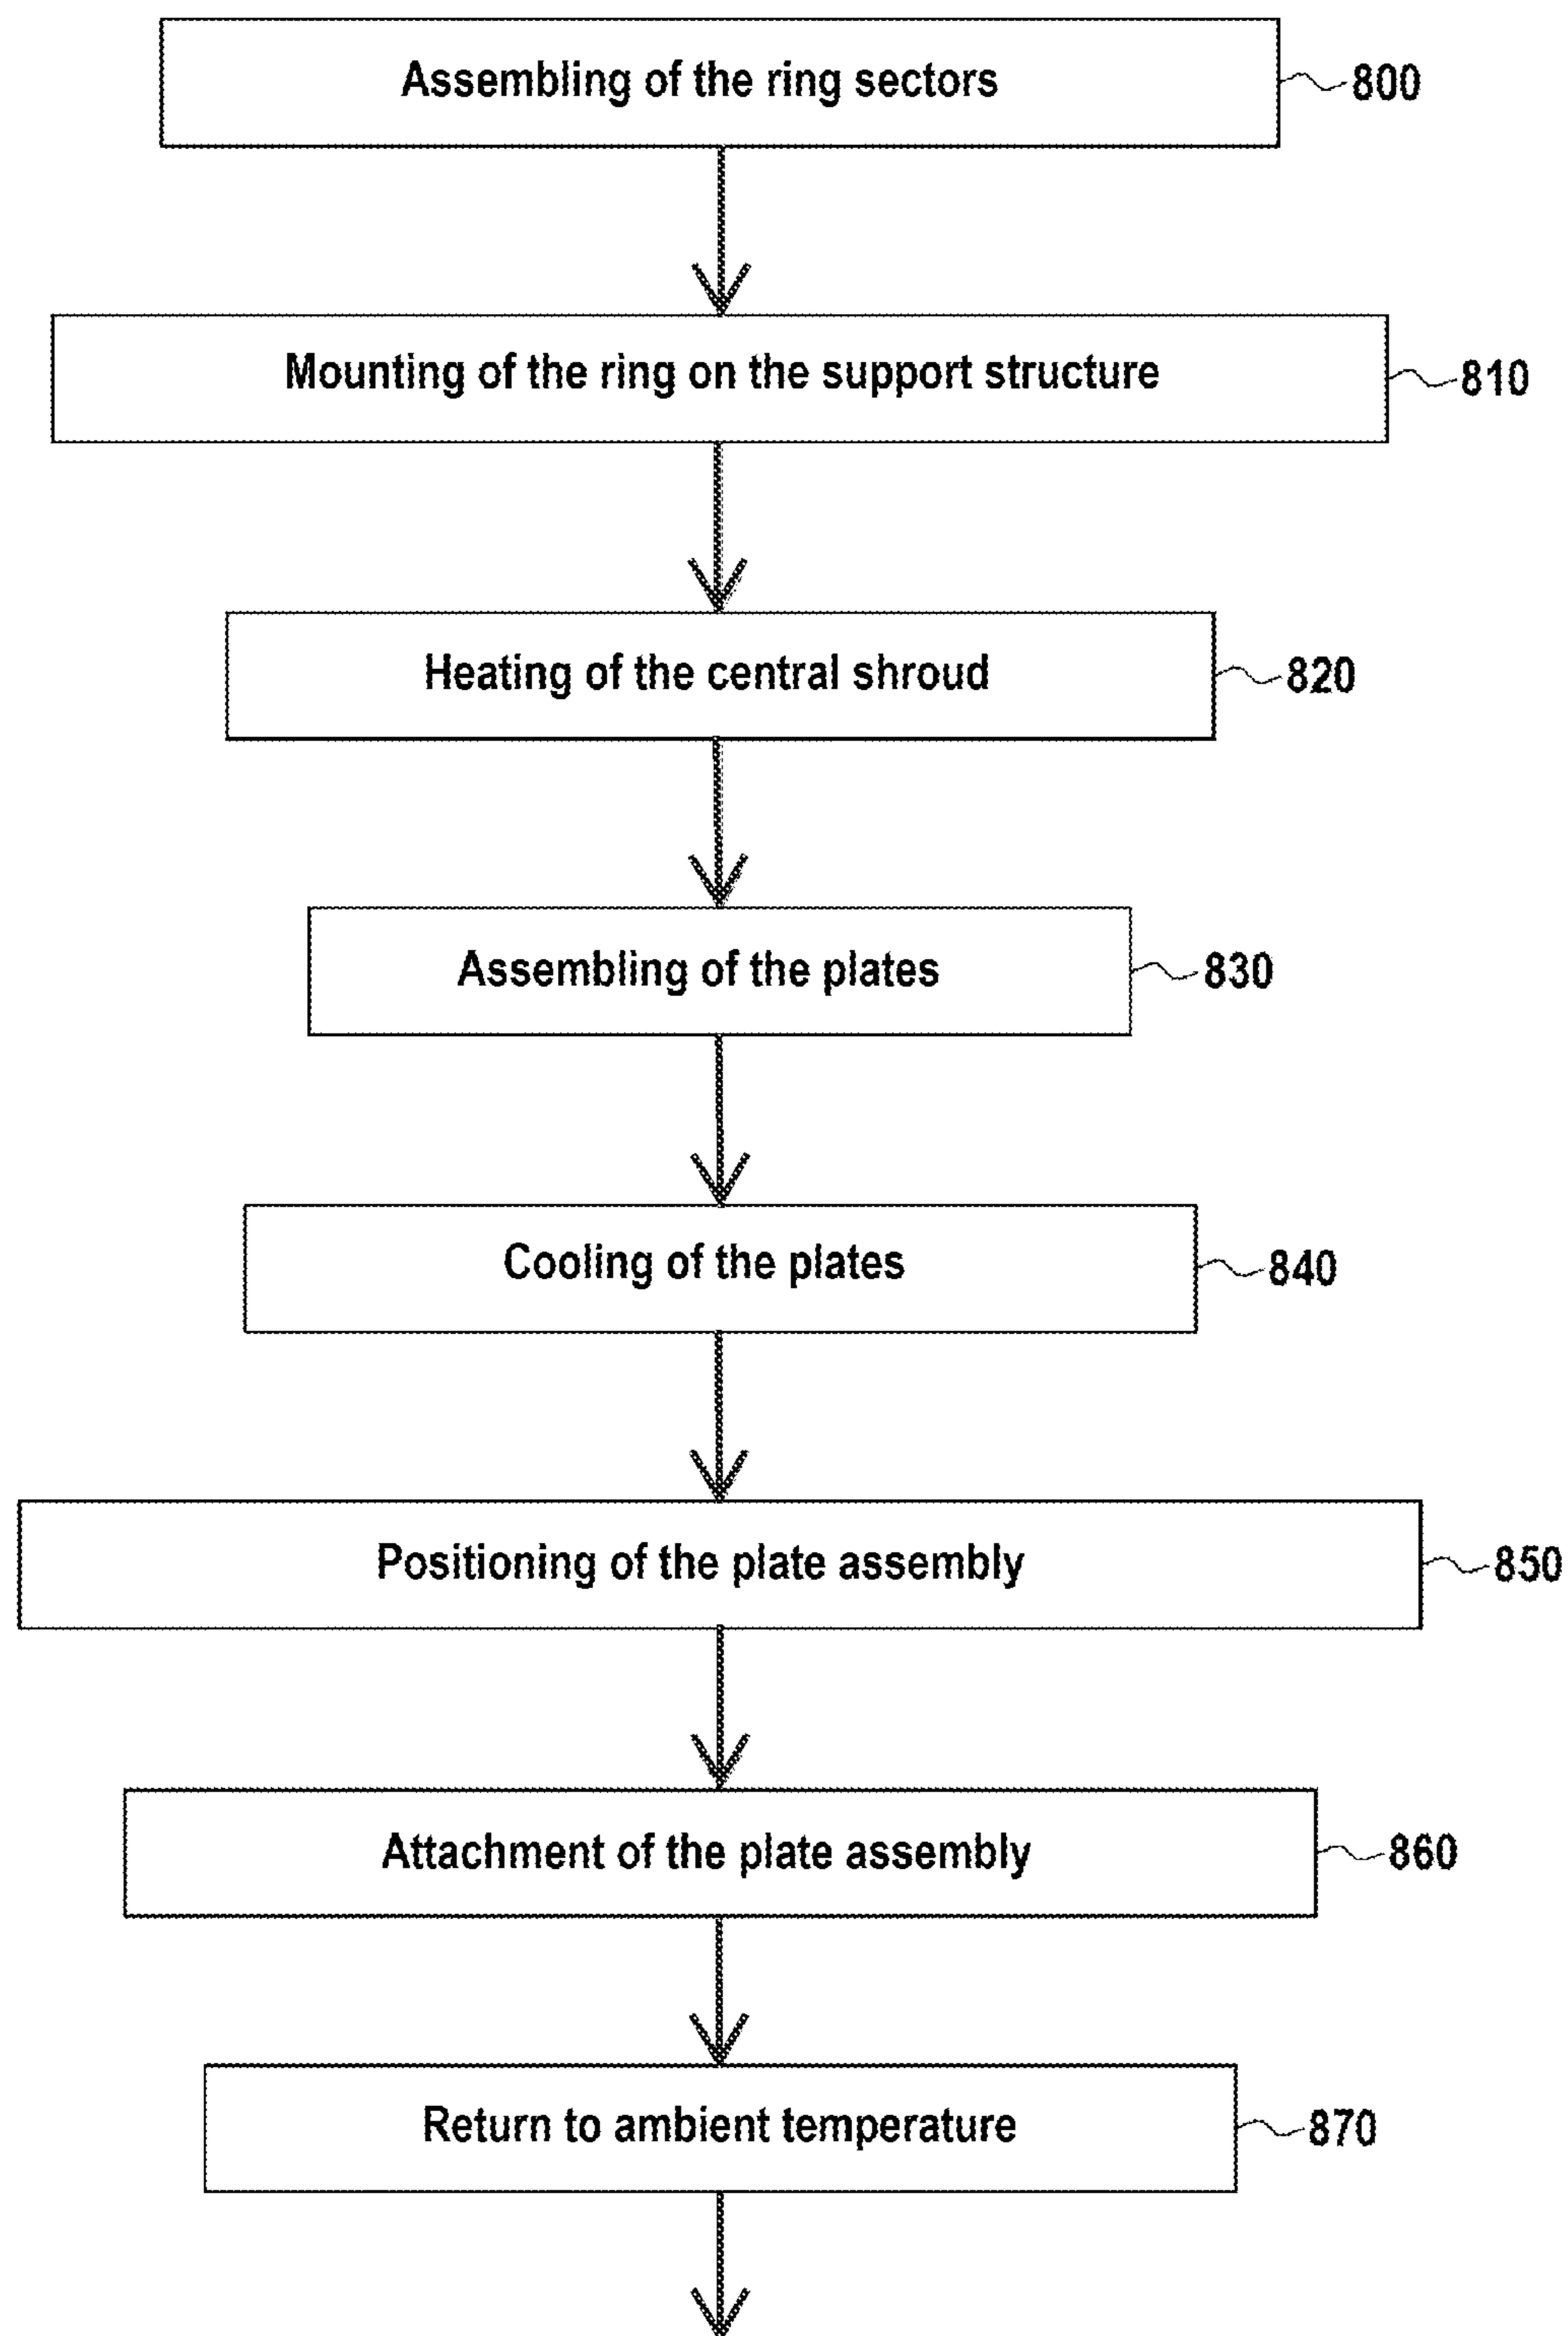 Assembling of the ring sectors
800
Mounting of the ring on the support structure
810
Heating of the central shroud
820
Assembling of the plates
830
Cooling of the plates
840
Positioning of the plate assembly
850
Attachment of the plate assembly
860
Return to ambient temperature
870